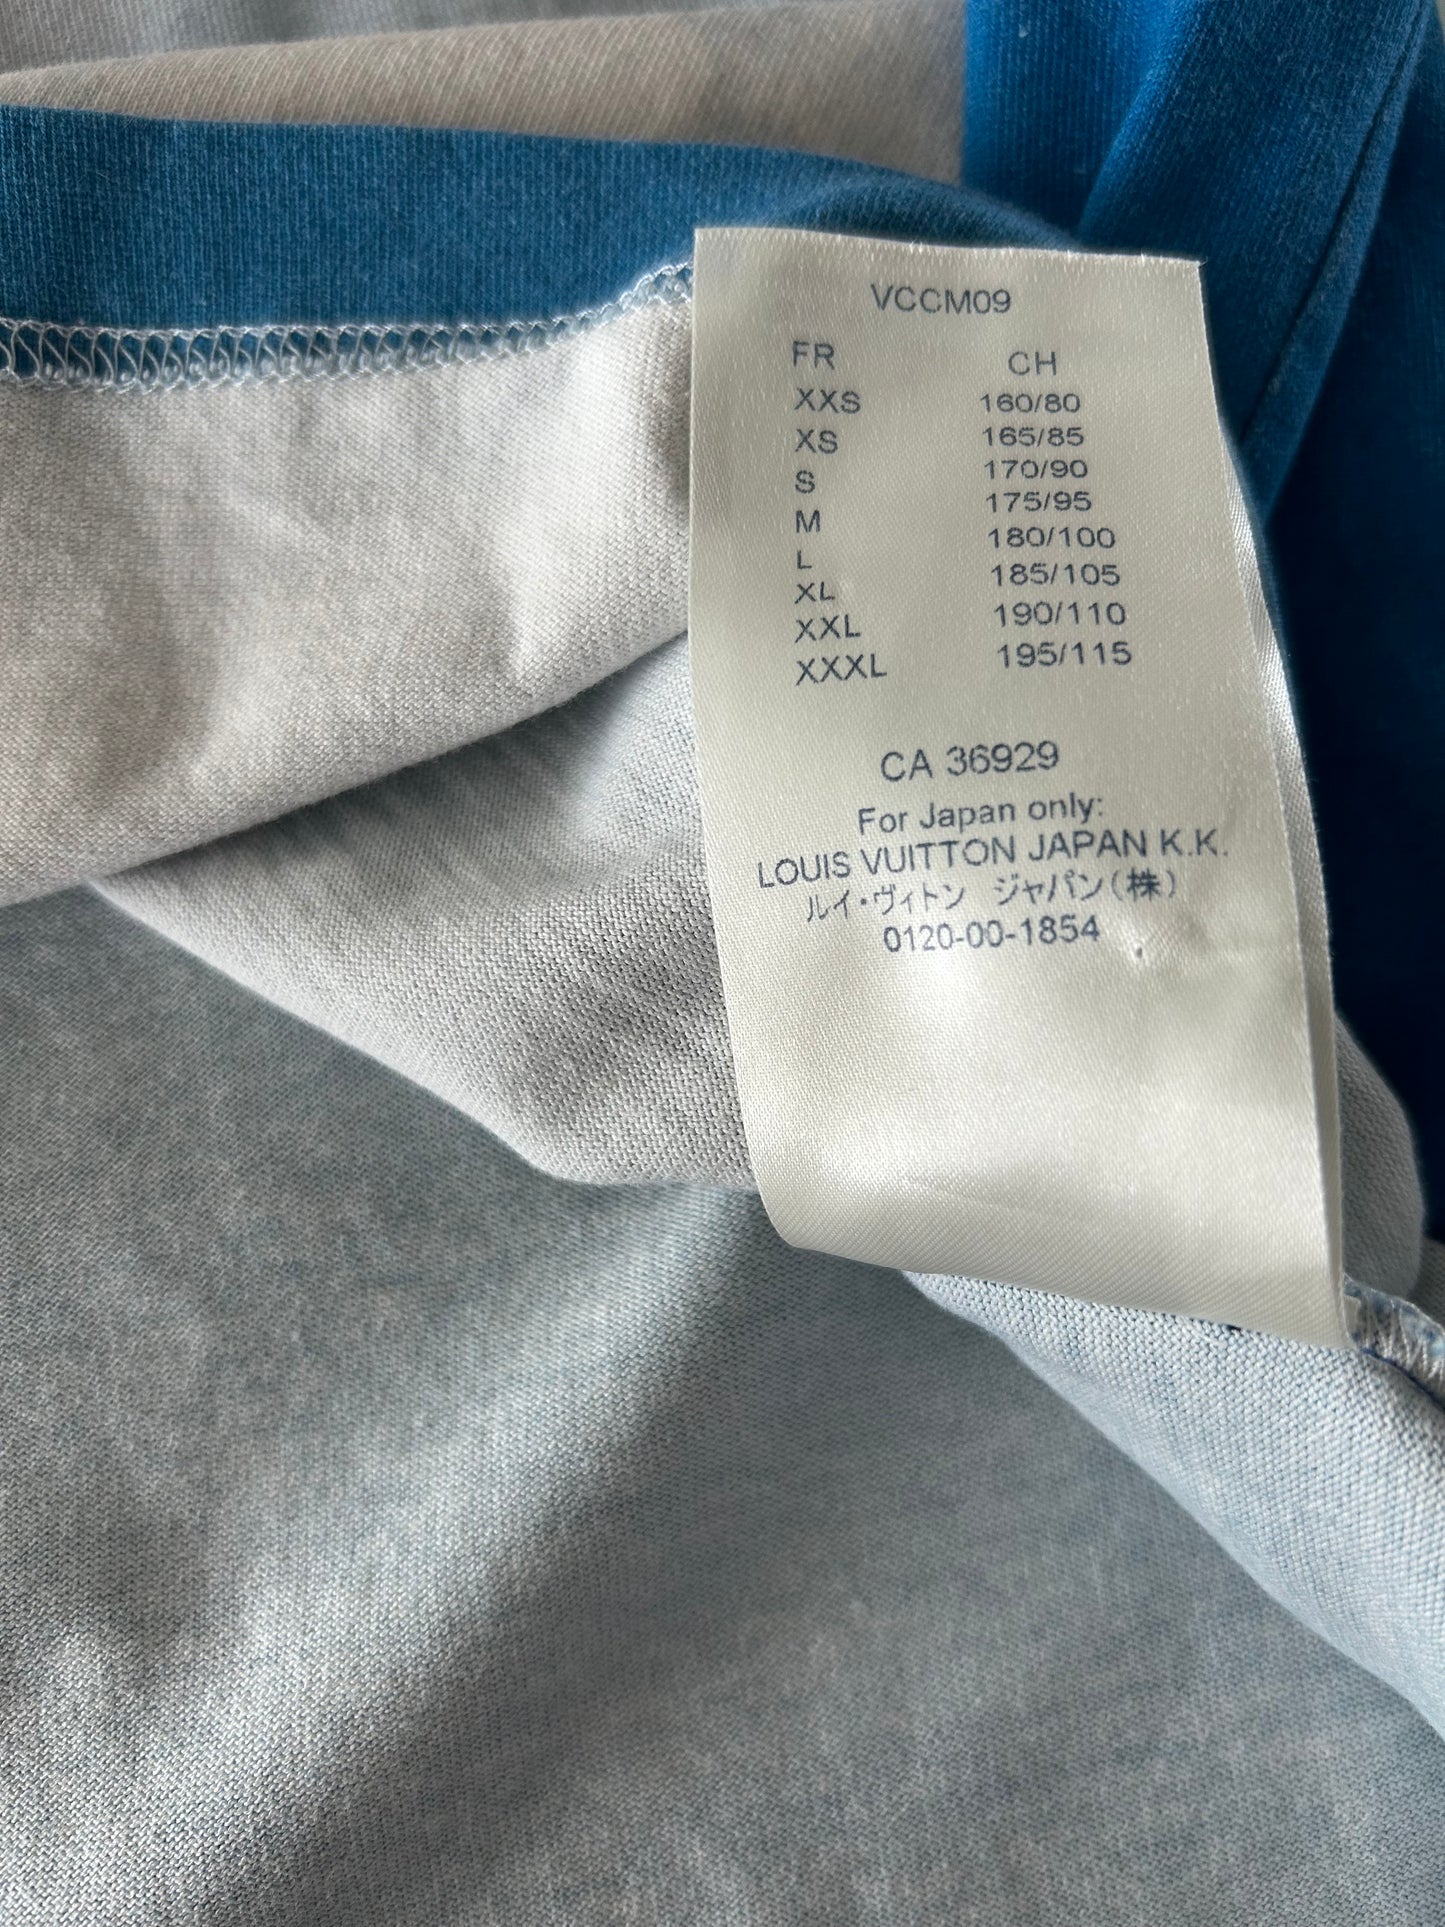 VCCM09
FR CH
XXS 160/80
XS 165/85
S 170/90
M 175/95
L 180/100
XL 185/105
XXL 190/110
XXXL 195/115
CA 36929
For Japan only:
LOUIS VUITTON JAPAN K.K.
ルイ・ヴィトン ジャパン(株)
0120-00-1854